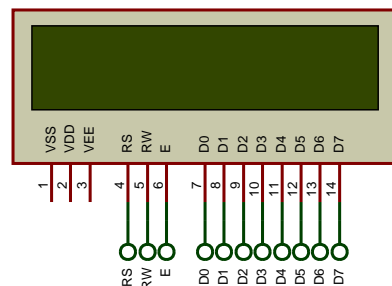 VSS VDD VEE RS RW E D0 D1 D2 D3 D4 D5 D6 D7
1 2 3 4 5 6 7 8 9 10 11 12 13 14
RS RW E D0 D1 D2 D3 D4 D5 D6 D7